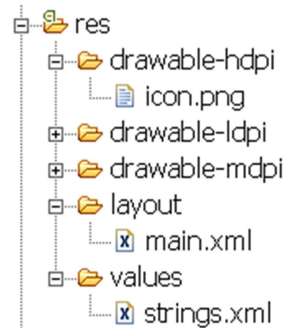 res
drawable-hdpi
icon.png
drawable-ldpi
drawable-mdpi
layout
main.xml
values
strings.xml